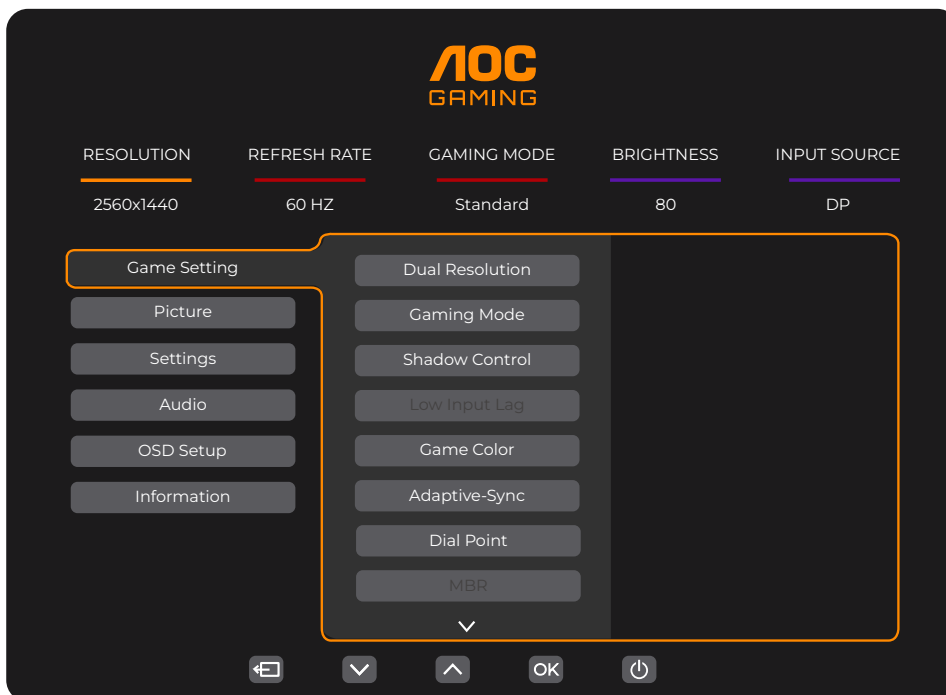 AOC
GAMING
RESOLUTION REFRESH RATE GAMING MODE BRIGHTNESS INPUT SOURCE
2560x1440 60 HZ Standard 80 DP
Game Setting
Picture
Settings
Audio
OSD Setup
Information
Dual Resolution
Gaming Mode
Shadow Control
Low Input Lag
Game Color
Adaptive-Sync
Dial Point
MBR
OK